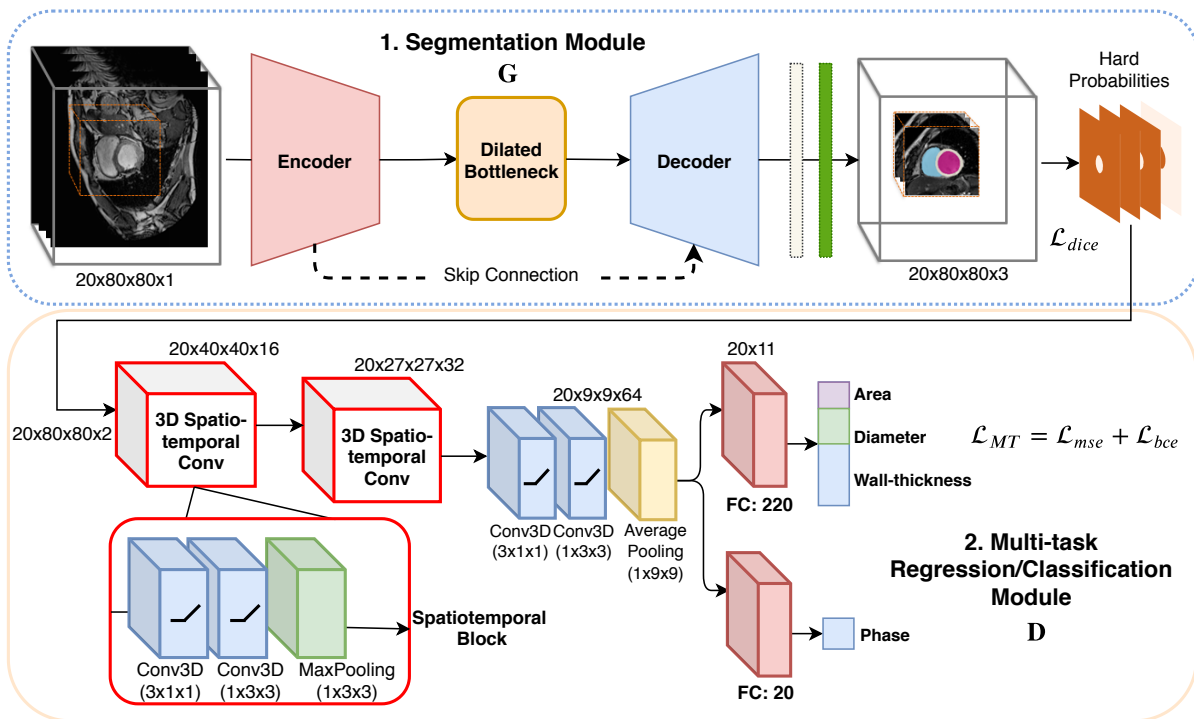 1. Segmentation Module
G
Hard
Probabilities
Encoder
Dilated
Bottleneck
Decoder
Skip Connection
20x80x80x1
20x80x80x3
ℒdice
20x40x40x16
20x27x27x32
20x9x9x64
20x11
20x80x80x2
3D Spatio-
temporal
Conv
3D Spatio-
temporal
Conv
Area
Diameter
Wall-thickness
ℒMT = ℒmse + ℒbce
Conv3D
(3x1x1)
Conv3D
(1x3x3)
Average
Pooling
(1x9x9)
FC: 220
2. Multi-task
Regression/Classification
Module
D
Spatiotemporal
Block
Conv3D
(3x1x1)
Conv3D
(1x3x3)
MaxPooling
(1x3x3)
Phase
FC: 20